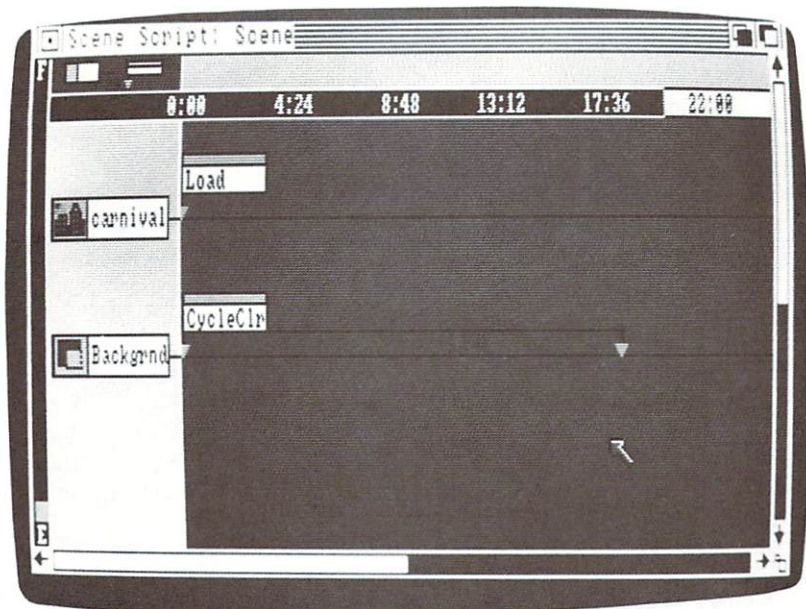 Scene Script: Scene
F
0:00 4:24 8:48 13:12 17:36 22:00
Load
carnival
CycleClr
Backgrnd
E